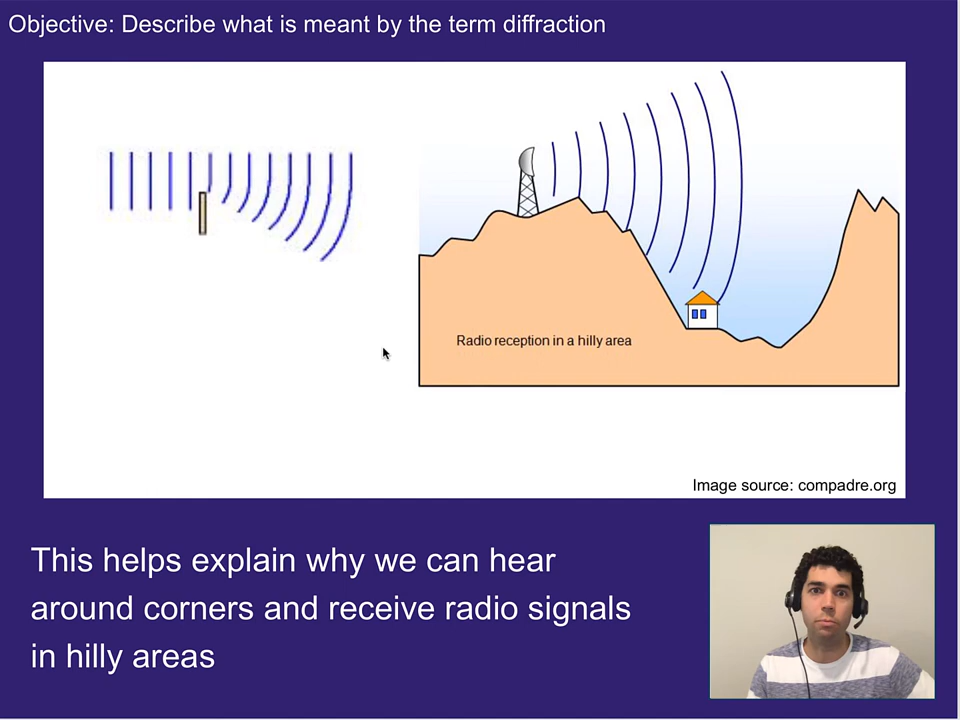 Objective: Describe what is meant by the term diffraction
Radio reception in a hilly area
Image source: compadre.org
This helps explain why we can hear
around corners and receive radio signals
in hilly areas